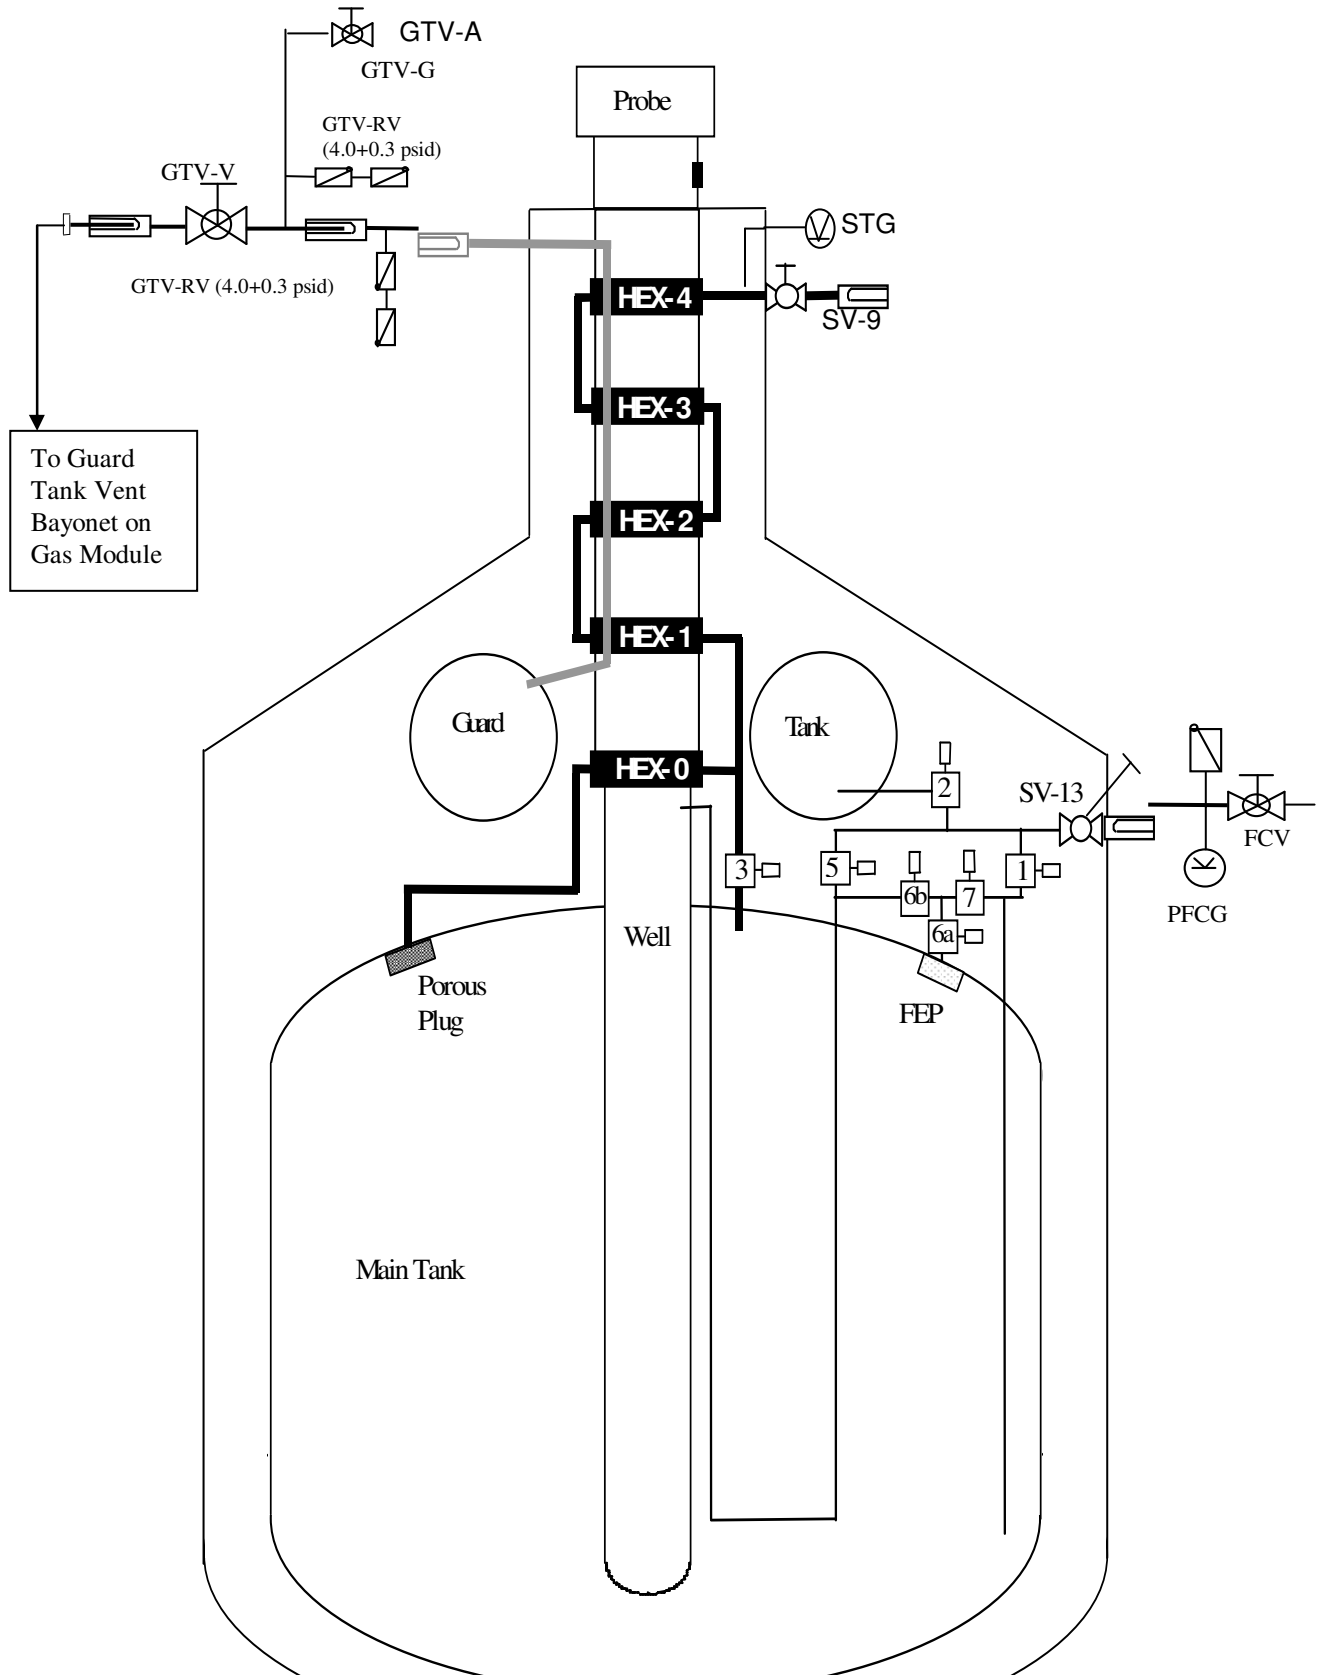 GTV-A
GTV-G
Probe
GTV-RV
(4.0+0.3 psid)
GTV-V
STG
GTV-RV (4.0+0.3 psid)
HEX-4
SV-9
HEX-3
To Guard
Tank Vent
Bayonet on
Gas Module
HEX-2
HEX-1
Guard
Tank
HEX-0
2
SV-13
FCV
3
5
6b
7
1
PFCG
Well
6a
Porous
Plug
FEP
Main Tank